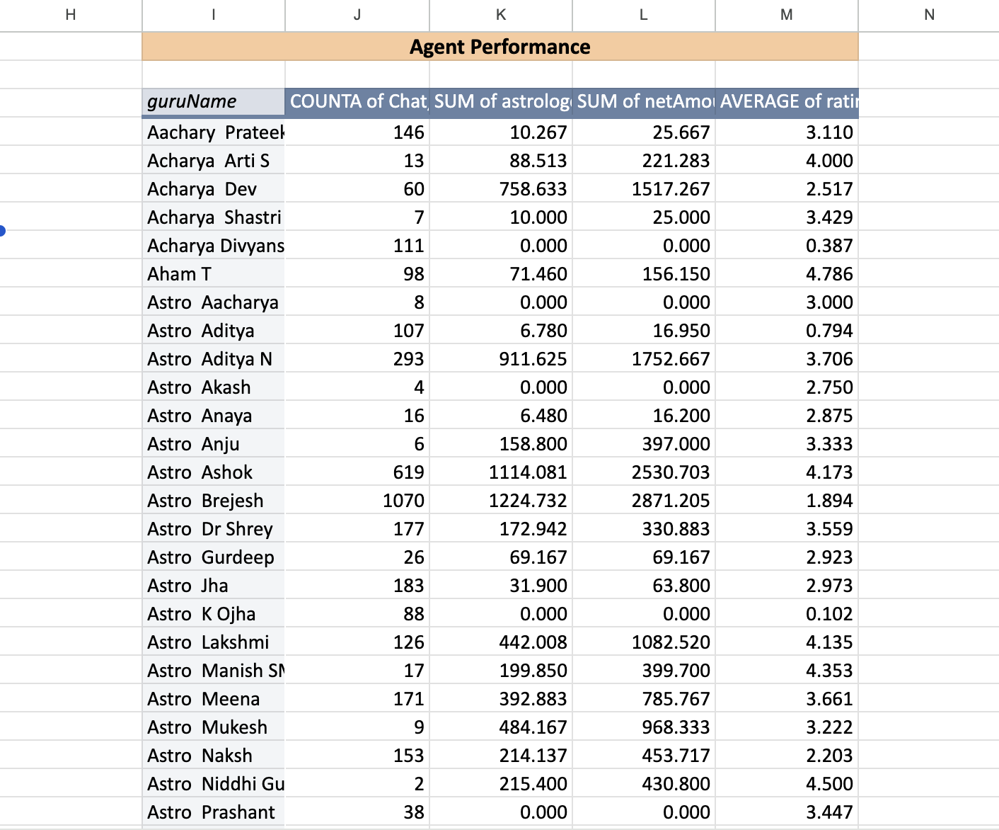 H I J K L M N
Agent Performance
guruName COUNTA of Chat SUM of astrolog SUM of netAmou AVERAGE of ratin
Aachary Prateek 146 10.267 25.667 3.110
Acharya Arti S 13 88.513 221.283 4.000
Acharya Dev 60 758.633 1517.267 2.517
Acharya Shastri 7 10.000 25.000 3.429
Acharya Divyans 111 0.000 0.000 0.387
Aham T 98 71.460 156.150 4.786
Astro Aacharya 8 0.000 0.000 3.000
Astro Aditya 107 6.780 16.950 0.794
Astro Aditya N 293 911.625 1752.667 3.706
Astro Akash 4 0.000 0.000 2.750
Astro Anaya 16 6.480 16.200 2.875
Astro Anju 6 158.800 397.000 3.333
Astro Ashok 619 1114.081 2530.703 4.173
Astro Brejesh 1070 1224.732 2871.205 1.894
Astro Dr Shrey 177 172.942 330.883 3.559
Astro Gurdeep 26 69.167 69.167 2.923
Astro Jha 183 31.900 63.800 2.973
Astro K Ojha 88 0.000 0.000 0.102
Astro Lakshmi 126 442.008 1082.520 4.135
Astro Manish SM 17 199.850 399.700 4.353
Astro Meena 171 392.883 785.767 3.661
Astro Mukesh 9 484.167 968.333 3.222
Astro Naksh 153 214.137 453.717 2.203
Astro Niddhi Gu 2 215.400 430.800 4.500
Astro Prashant 38 0.000 0.000 3.447